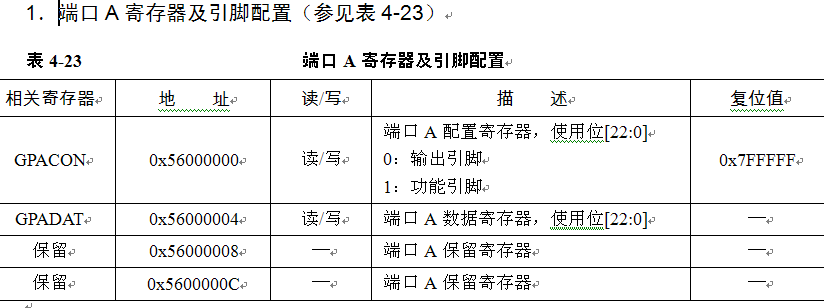 1．端口 A 寄存器及引脚配置（参见表 4-23）
表 4-23 端口 A 寄存器及引脚配置
相关寄存器 地 址 读/写 描 述 复位值
GPACON 0x56000000 读/写 端口 A 配置寄存器，使用位[22:0] 0x7FFFFF
0：输出引脚
1：功能引脚
GPADAT 0x56000004 读/写 端口 A 数据寄存器，使用位[22:0] —
保留 0x56000008 — 端口 A 保留寄存器 —
保留 0x5600000C — 端口 A 保留寄存器 —